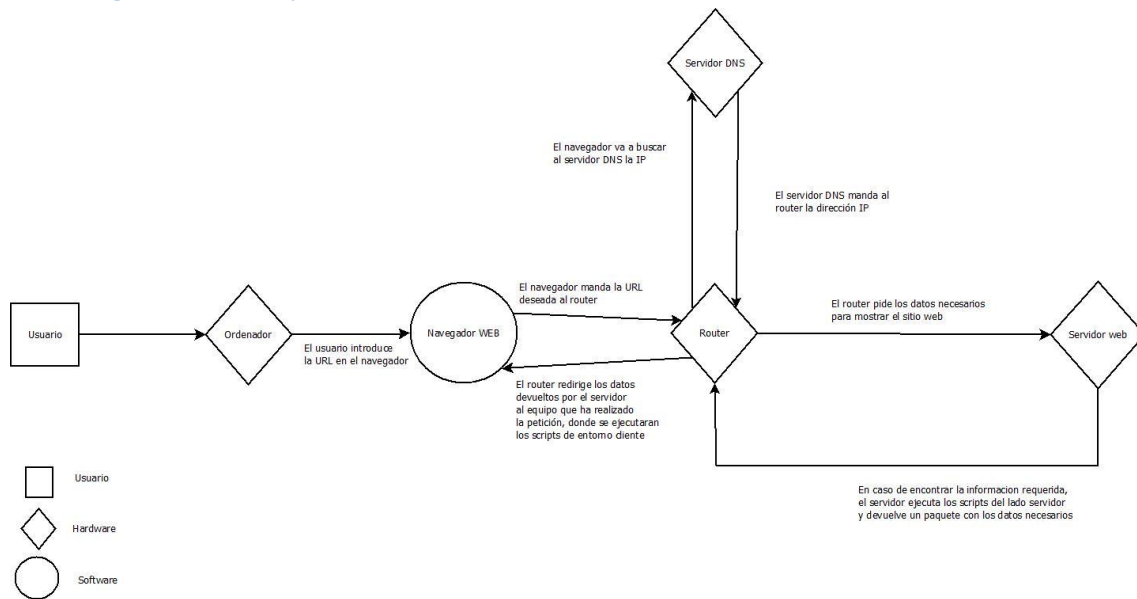 Servidor DNS
El navegador va a buscar
al servidor DNS la IP
El servidor DNS manda al
router la dirección IP
Usuario
Ordenador
El usuario introduce
la URL en el navegador
Navegador WEB
El navegador manda la URL
deseada al router
Router
El router pide los datos necesarios
para mostrar el sitio web
Servidor web
El router redirige los datos
devueltos por el servidor
al equipo que ha realizado
la petición, donde se ejecutaran
los scripts de entorno cliente
En caso de encontrar la informacion requerida,
el servidor ejecuta los scripts del lado servidor
y devuelve un paquete con los datos necesarios
Usuario
Hardware
Software